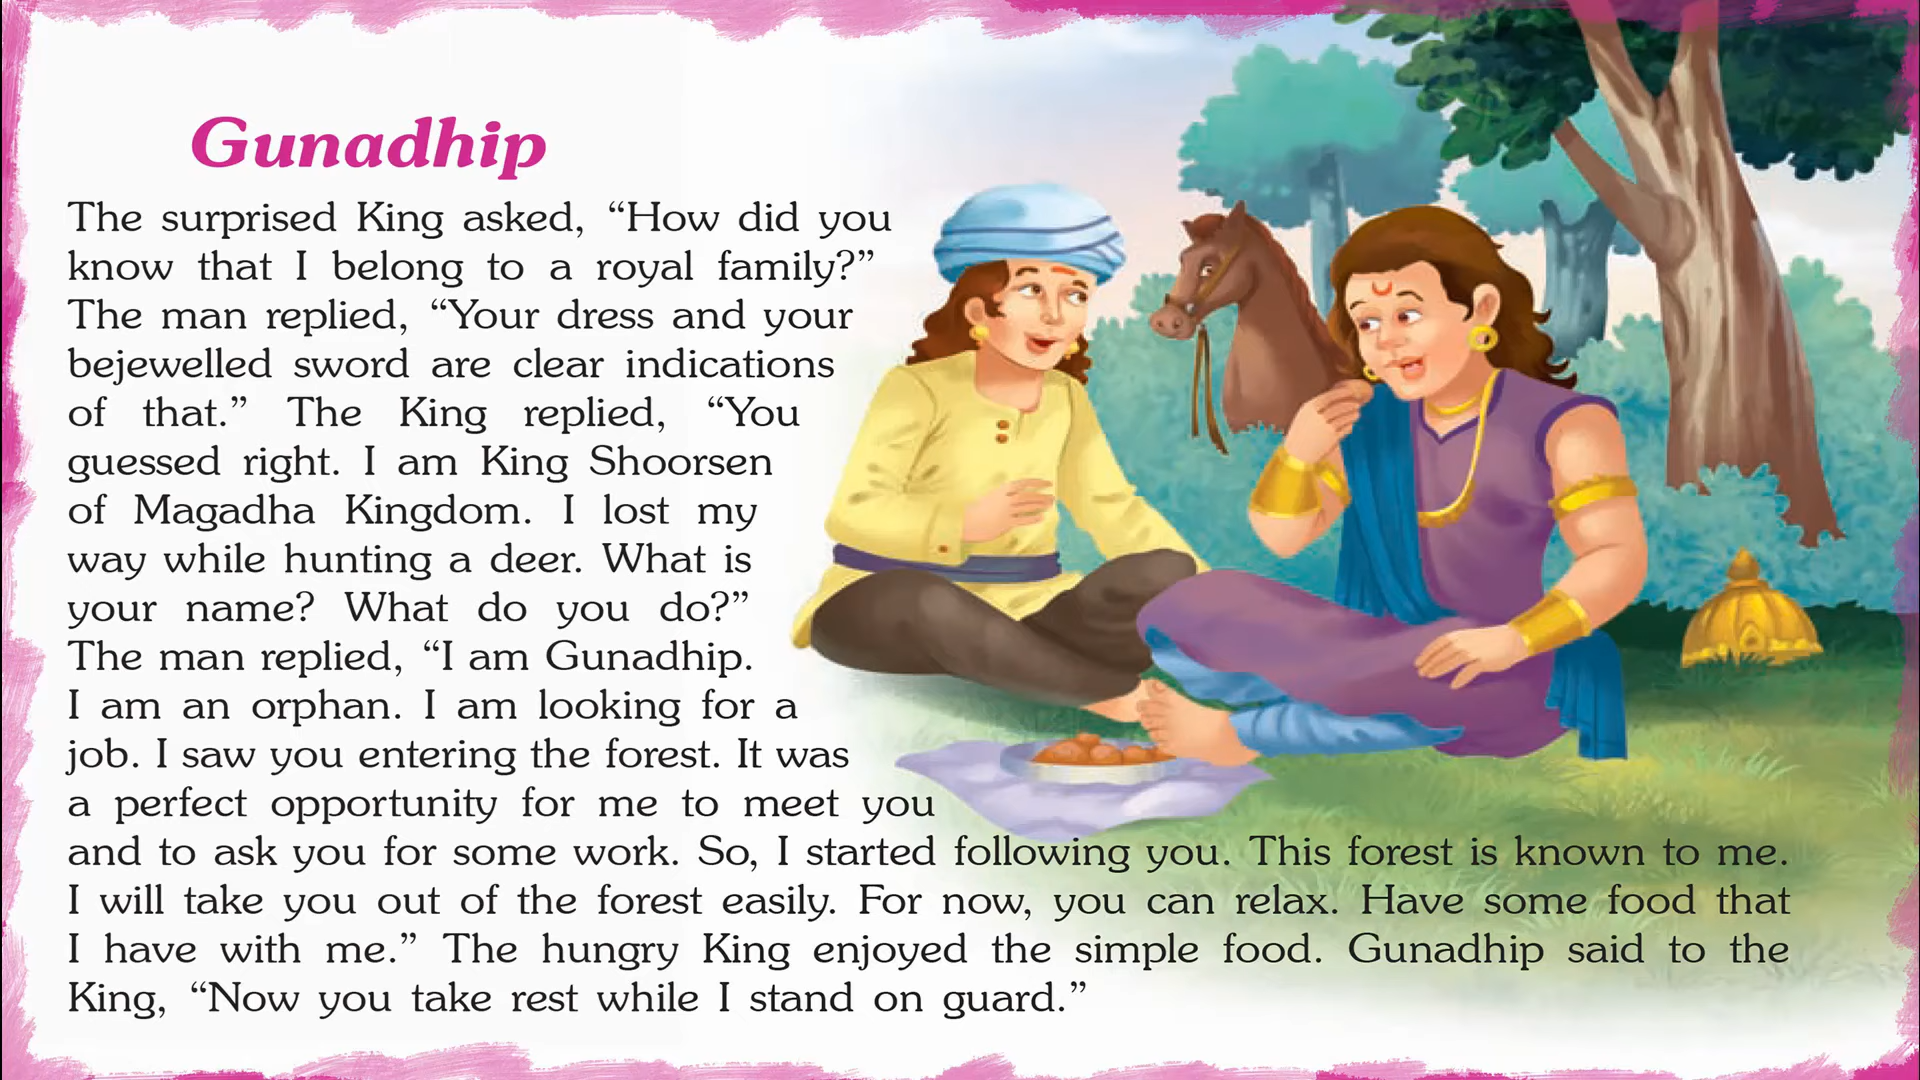 Gunadhip
The surprised King asked, “How did you
know that I belong to a royal family?”
The man replied, “Your dress and your
bejewelled sword are clear indications
of that.” The King replied, “You
guessed right. I am King Shoorsen
of Magadha Kingdom. I lost my
way while hunting a deer. What is
your name? What do you do?”
The man replied, “I am Gunadhip.
I am an orphan. I am looking for a
job. I saw you entering the forest. It was
a perfect opportunity for me to meet you
and to ask you for some work. So, I started following you. This forest is known to me.
I will take you out of the forest easily. For now, you can relax. Have some food that
I have with me.” The hungry King enjoyed the simple food. Gunadhip said to the
King, “Now you take rest while I stand on guard.”